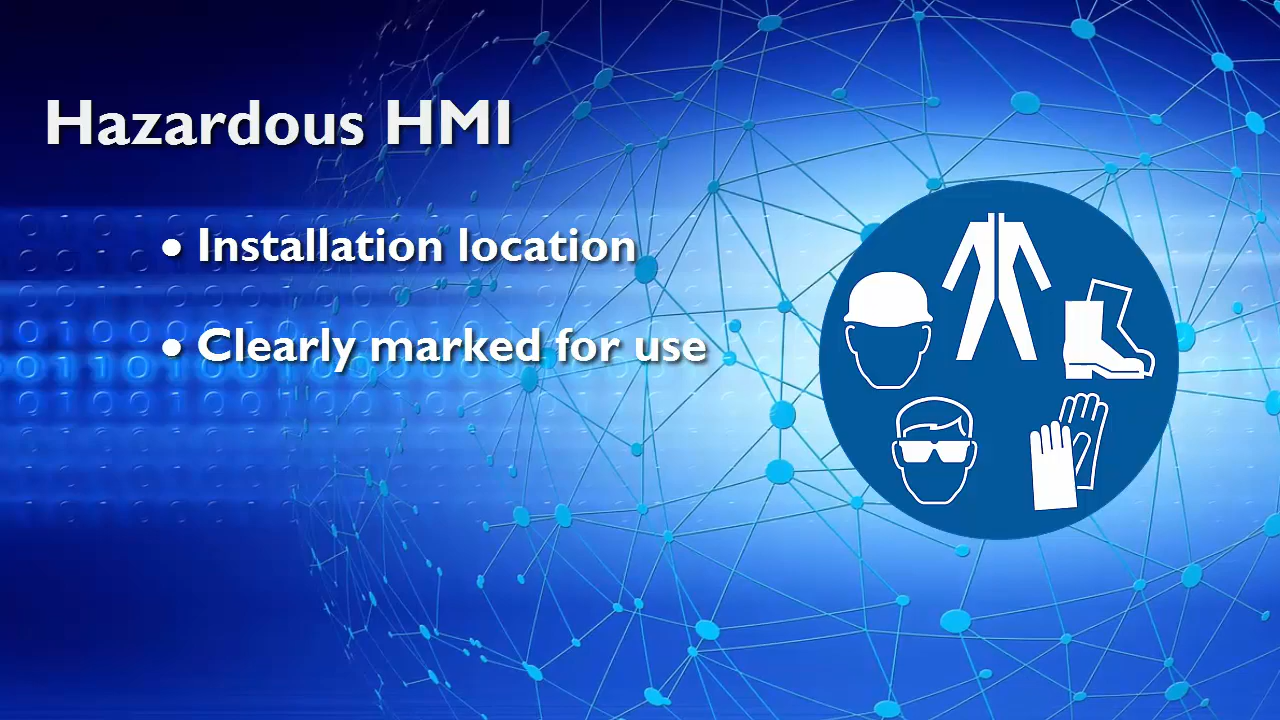 Hazardous HMI
• Installation location
• Clearly marked for use